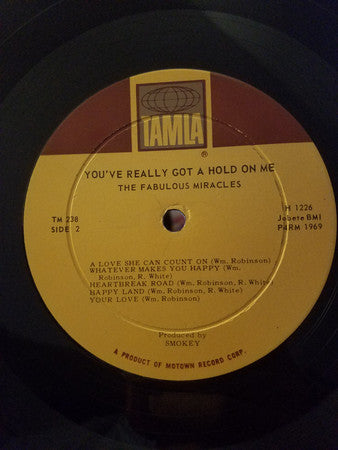 TAMLA
®
YOU'VE REALLY GOT A HOLD ON ME
THE FABULOUS MIRACLES
TM 238
SIDE 2
H 1226
Jobete BMI
P4RM 1969
A LOVE SHE CAN COUNT ON (Wm. Robinson)
WHATEVER MAKES YOU HAPPY (Wm.
Robinson, R. White)
HEARTBREAK ROAD (Wm. Robinson, R. White)
HAPPY LAND (Wm. Robinson, R. White)
YOUR LOVE (Wm. Robinson)
Produced by
SMOKEY
A PRODUCT OF MOTOWN RECORD CORP.